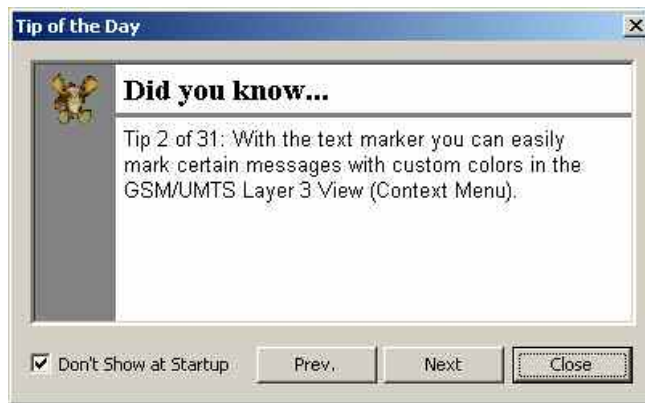 Tip of the Day
Did you know...
Tip 2 of 31: With the text marker you can easily
mark certain messages with custom colors in the
GSM/UMTS Layer 3 View (Context Menu).
Don't Show at Startup Prev. Next Close